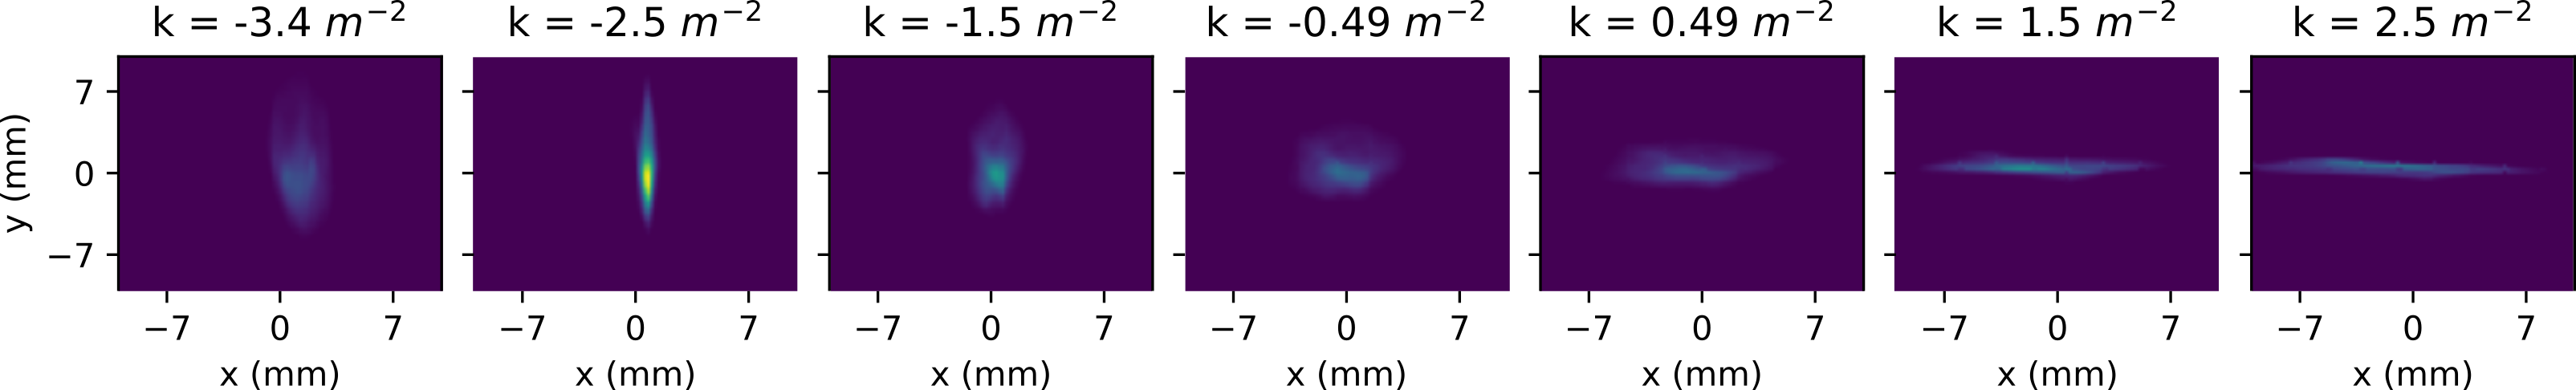 k = -3.4 m⁻² k = -2.5 m⁻² k = -1.5 m⁻² k = -0.49 m⁻² k = 0.49 m⁻² k = 1.5 m⁻² k = 2.5 m⁻²
y (mm)
7
0
−7
−7 0 7 −7 0 7 −7 0 7 −7 0 7 −7 0 7 −7 0 7 −7 0 7
x (mm) x (mm) x (mm) x (mm) x (mm) x (mm) x (mm)